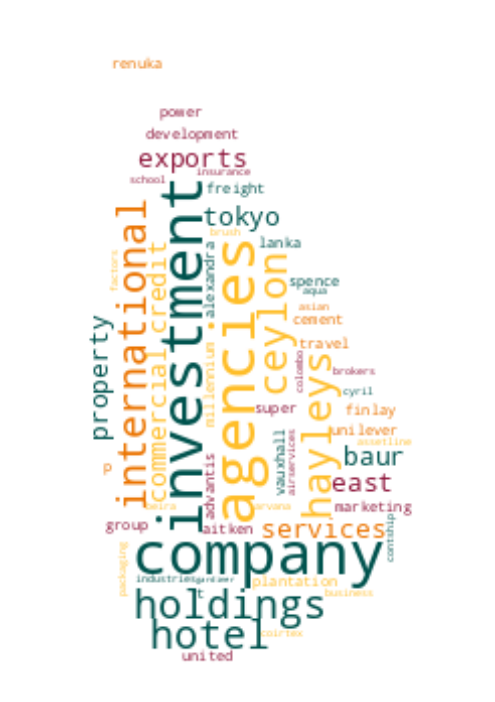 renuka
power
development
exports
insurance
school
freight
investment
international
tokyo
brush
alexandra
lanka
agencies
commercial credit
ceylon
factors
spence
aqua
asian
cement
property
millennium
travel
hayleys
colombo
brokers
cyril
super
finlay
unilever
assetline
vauxhall
airservices
baur
advantis
p
east
beira
arvana
marketing
group
aitken
services
contship
company
packaging
industries
gardiner
plantation
t
business
holdings
hotel
coirtex
united